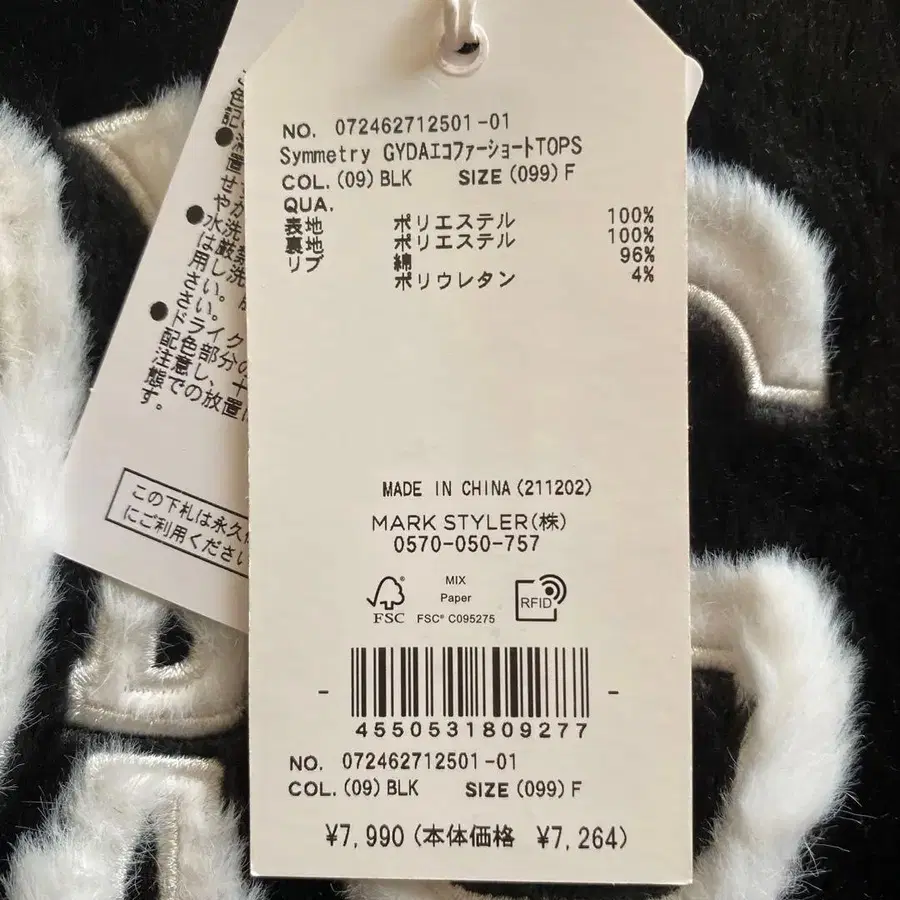 NO. 072462712501-01
Symmetry GYDAエコファーショートTOPS
COL. (09) BLK SIZE (099) F
QUA.
表地 ポリエステル 100%
裏地 ポリエステル 100%
リブ 綿 96%
ポリウレタン 4%
MADE IN CHINA (211202)
MARK STYLER(株)
0570-050-757
FSC
MIX
Paper
FSC® C095275
RFID
4550531809277
NO. 072462712501-01
COL. (09) BLK SIZE (099) F
¥7,990 (本体価格 ¥7,264)
この下札は永久
にご利用ください